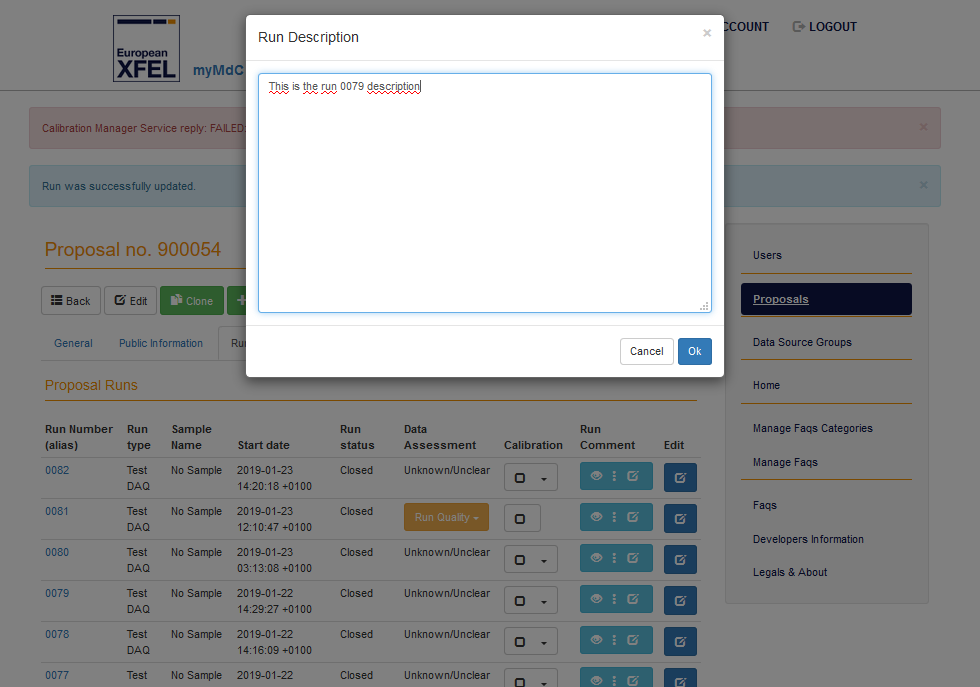 Run Description
×
CCOUNT
LOGOUT
European
XFEL
myMdC
This is the run 0079 description
Calibration Manager Service reply: FAILED:
×
Run was successfully updated.
×
Proposal no. 900054
Back
Edit
Clone
+
Cancel
Ok
General
Public Information
Ru
Proposal Runs
Run Number (alias)
Run type
Sample Name
Start date
Run status
Data Assessment
Calibration
Run Comment
Edit
0082
Test DAQ
No Sample
2019-01-23 14:20:18 +0100
Closed
Unknown/Unclear
0081
Test DAQ
No Sample
2019-01-23 12:10:47 +0100
Closed
Run Quality
0080
Test DAQ
No Sample
2019-01-23 03:13:08 +0100
Closed
Unknown/Unclear
0079
Test DAQ
No Sample
2019-01-22 14:29:27 +0100
Closed
Unknown/Unclear
0078
Test DAQ
No Sample
2019-01-22 14:16:09 +0100
Closed
Unknown/Unclear
0077
Test
No Sample
2019-01-22
Closed
Unknown/Unclear
Users
Proposals
Data Source Groups
Home
Manage Faqs Categories
Manage Faqs
Faqs
Developers Information
Legals & About